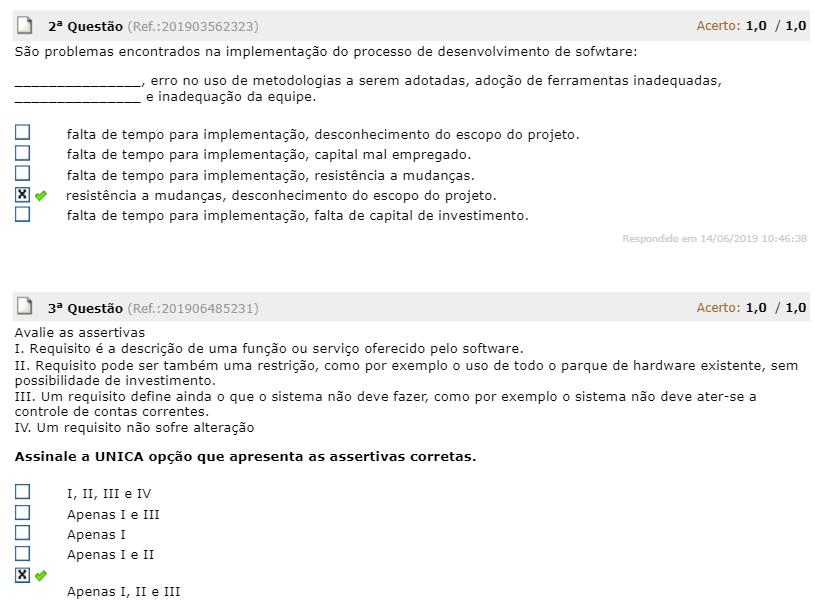 2ª Questão (Ref.:201903562323) Acerto: 1,0 / 1,0
São problemas encontrados na implementação do processo de desenvolvimento de sofwtare:
_______________, erro no uso de metodologias a serem adotadas, adoção de ferramentas inadequadas,
_______________ e inadequação da equipe.
falta de tempo para implementação, desconhecimento do escopo do projeto.
falta de tempo para implementação, capital mal empregado.
falta de tempo para implementação, resistência a mudanças.
resistência a mudanças, desconhecimento do escopo do projeto.
falta de tempo para implementação, falta de capital de investimento.
Respondido em 14/06/2019 10:46:38
3ª Questão (Ref.:201906485231) Acerto: 1,0 / 1,0
Avalie as assertivas
I. Requisito é a descrição de uma função ou serviço oferecido pelo software.
II. Requisito pode ser também uma restrição, como por exemplo o uso de todo o parque de hardware existente, sem
possibilidade de investimento.
III. Um requisito define ainda o que o sistema não deve fazer, como por exemplo o sistema não deve ater-se a
controle de contas correntes.
IV. Um requisito não sofre alteração
Assinale a UNICA opção que apresenta as assertivas corretas.
I, II, III e IV
Apenas I e III
Apenas I
Apenas I e II
Apenas I, II e III